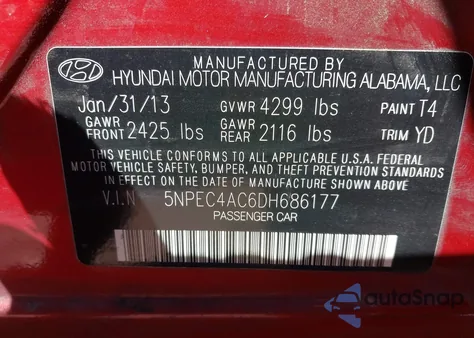 MANUFACTURED BY
HYUNDAI MOTOR MANUFACTURING ALABAMA, LLC
Jan/31/13 GVWR 4299 lbs PAINT T4
GAWR FRONT 2425 lbs GAWR REAR 2116 lbs TRIM YD
THIS VEHICLE CONFORMS TO ALL APPLICABLE U.S.A. FEDERAL
MOTOR VEHICLE SAFETY, BUMPER, AND THEFT PREVENTION STANDARDS
IN EFFECT ON THE DATE OF MANUFACTURE SHOWN ABOVE.
V.I.N 5NPEC4AC6DH686177
PASSENGER CAR
autoSnap